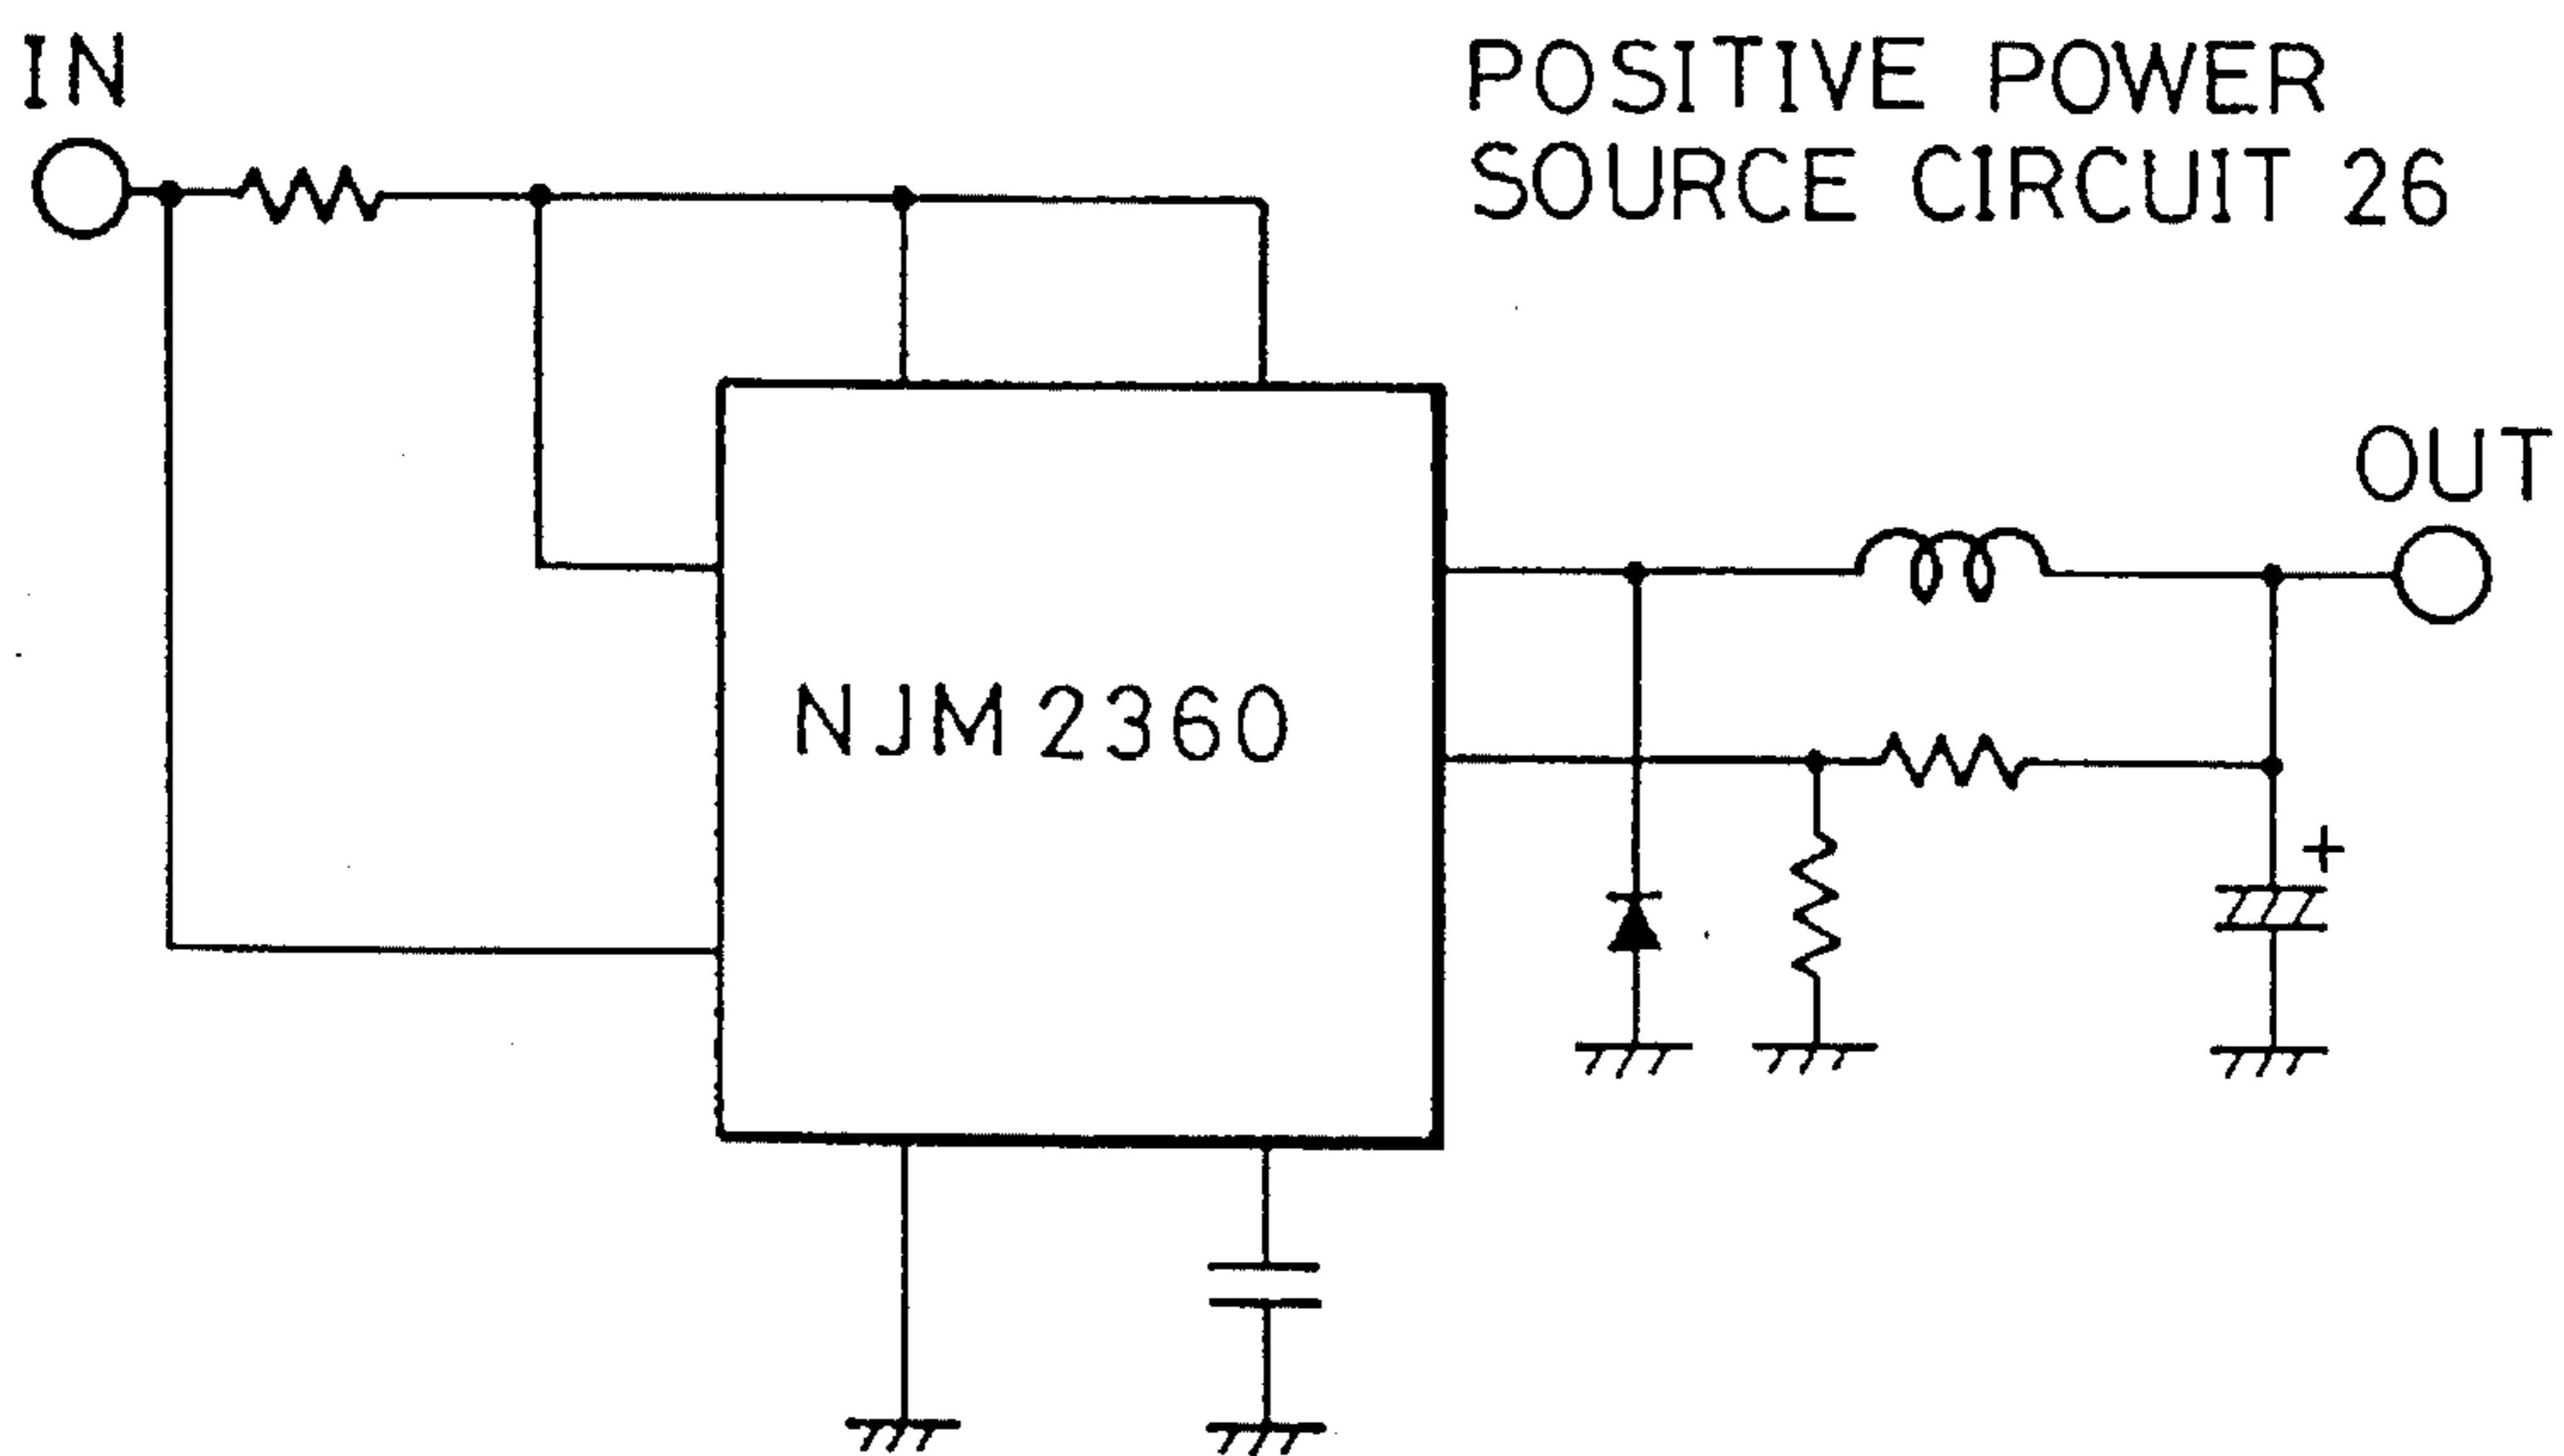 IN
POSITIVE POWER
SOURCE CIRCUIT 26
OUT
NJM2360
+